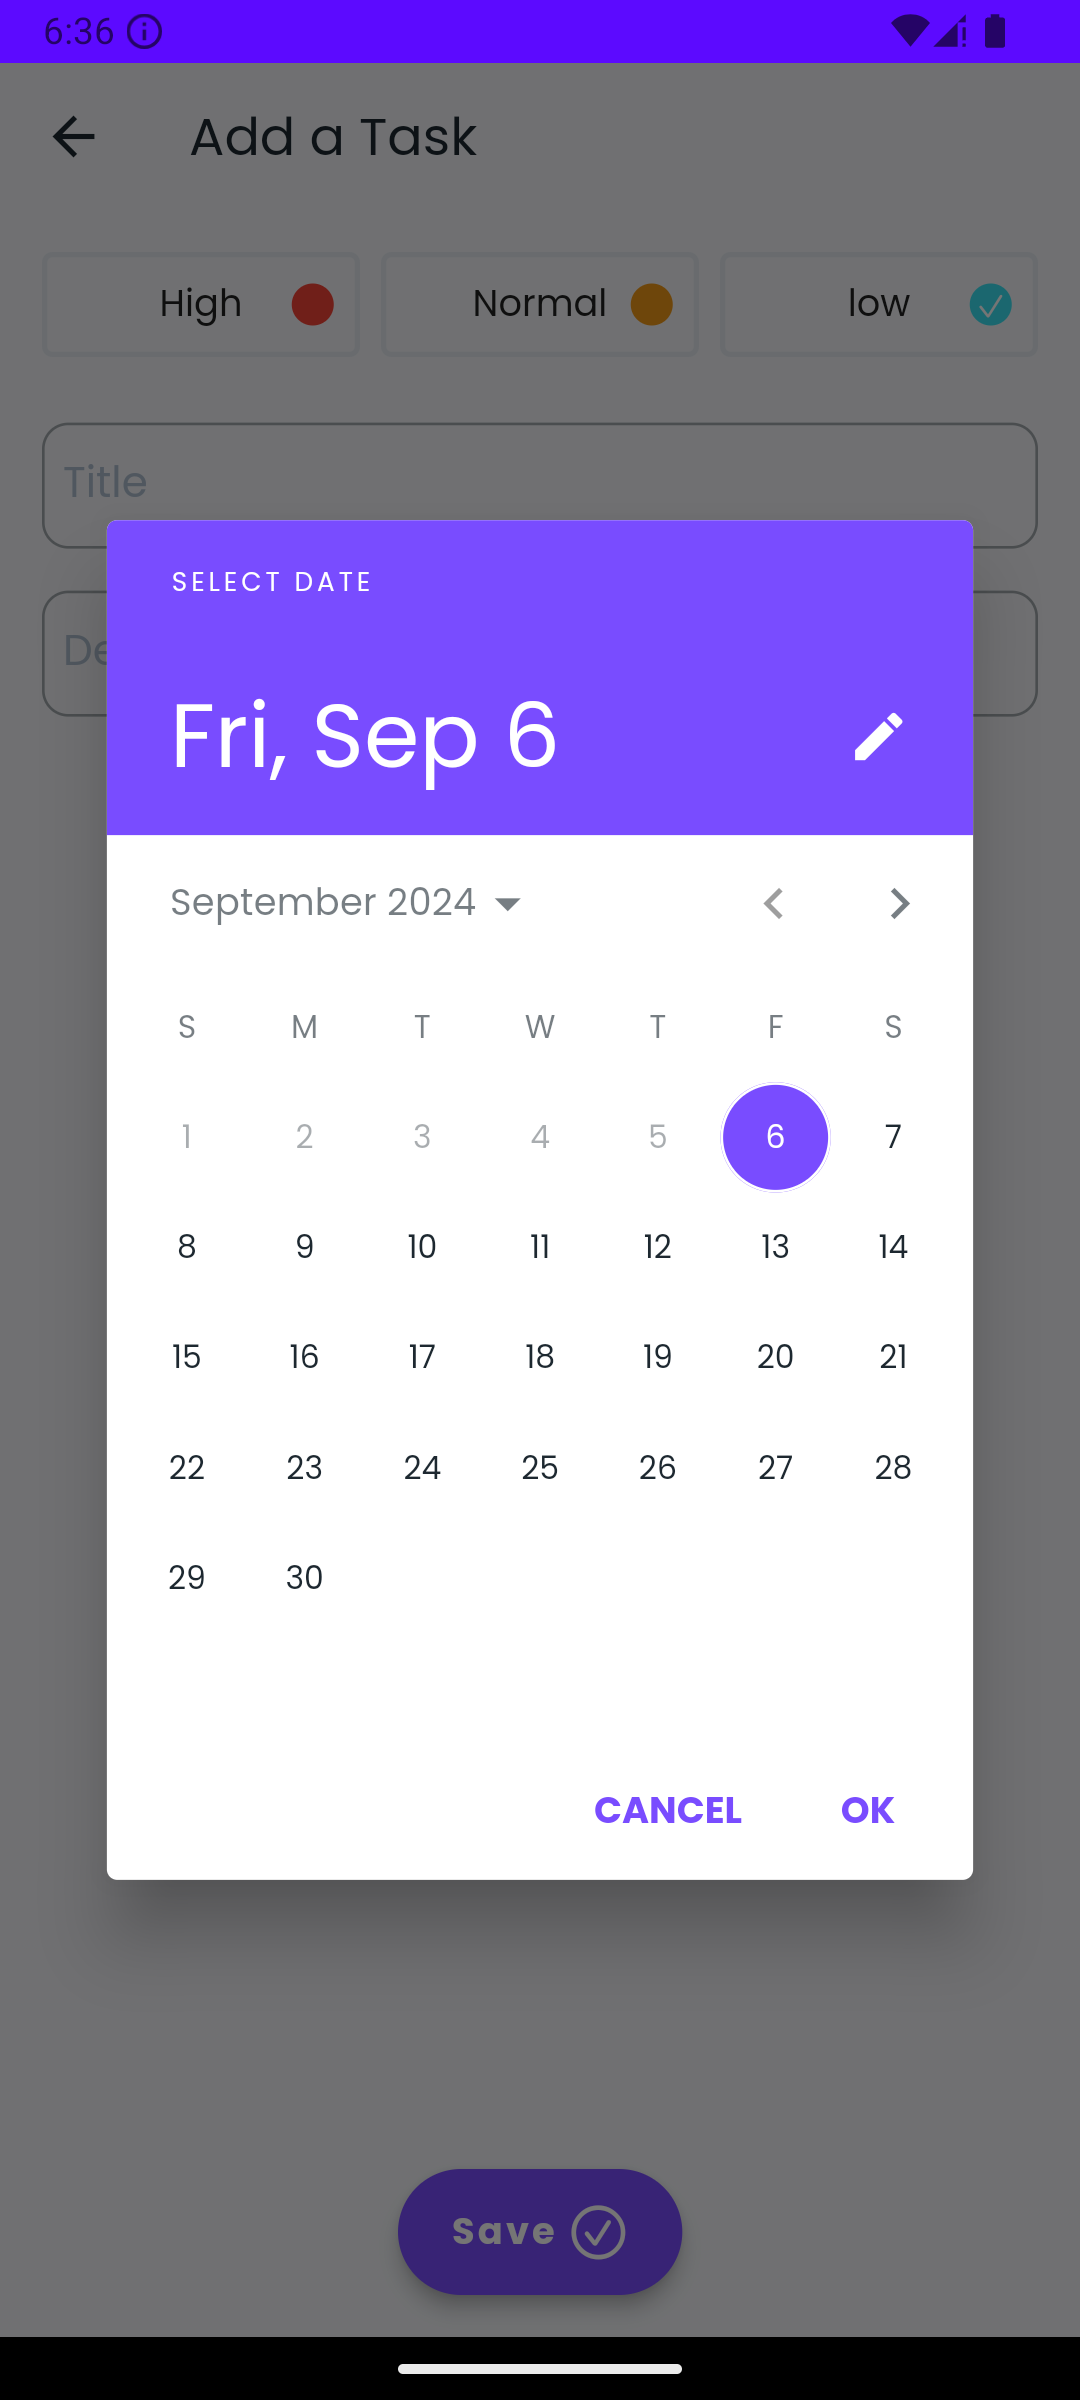 6:36
Add a Task
High Normal low
Title
De
SELECT DATE
Fri, Sep 6
September 2024
S M T W T F S
1 2 3 4 5 6 7
8 9 10 11 12 13 14
15 16 17 18 19 20 21
22 23 24 25 26 27 28
29 30
CANCEL OK
Save